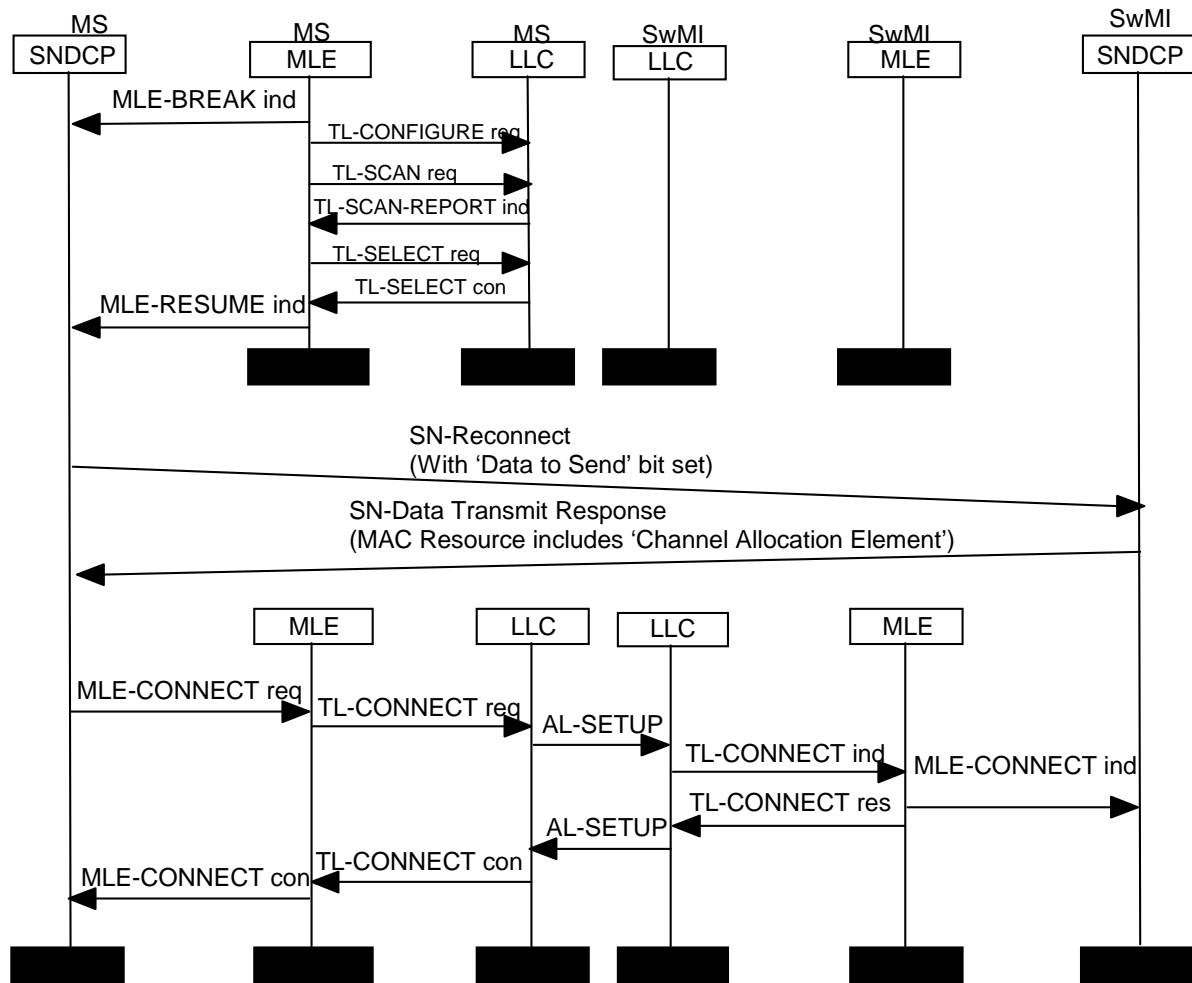 MS
SNDCP
MS
MLE
MS
LLC
SwMI
LLC
SwMI
MLE
SwMI
SNDCP
MLE-BREAK ind
TL-CONFIGURE req
TL-SCAN req
TL-SCAN-REPORT ind
TL-SELECT req
TL-SELECT con
MLE-RESUME ind
SN-Reconnect
(With ‘Data to Send’ bit set)
SN-Data Transmit Response
(MAC Resource includes ‘Channel Allocation Element’)
MLE
LLC
LLC
MLE
MLE-CONNECT req
TL-CONNECT req
AL-SETUP
TL-CONNECT ind
MLE-CONNECT ind
TL-CONNECT res
AL-SETUP
TL-CONNECT con
MLE-CONNECT con